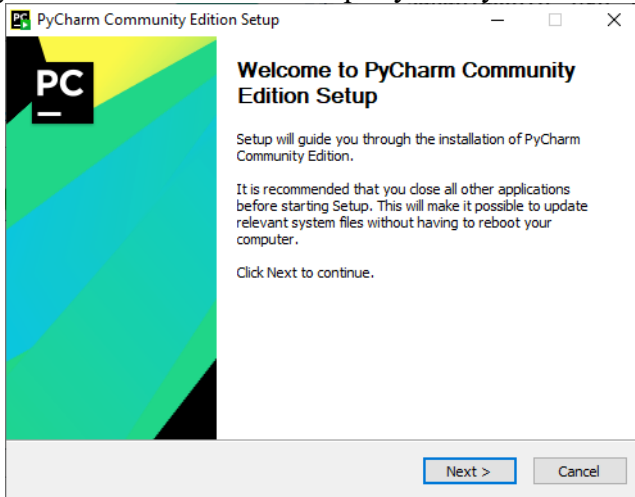 PyCharm Community Edition Setup
PC
Welcome to PyCharm Community
Edition Setup
Setup will guide you through the installation of PyCharm
Community Edition.
It is recommended that you close all other applications
before starting Setup. This will make it possible to update
relevant system files without having to reboot your
computer.
Click Next to continue.
Next >
Cancel